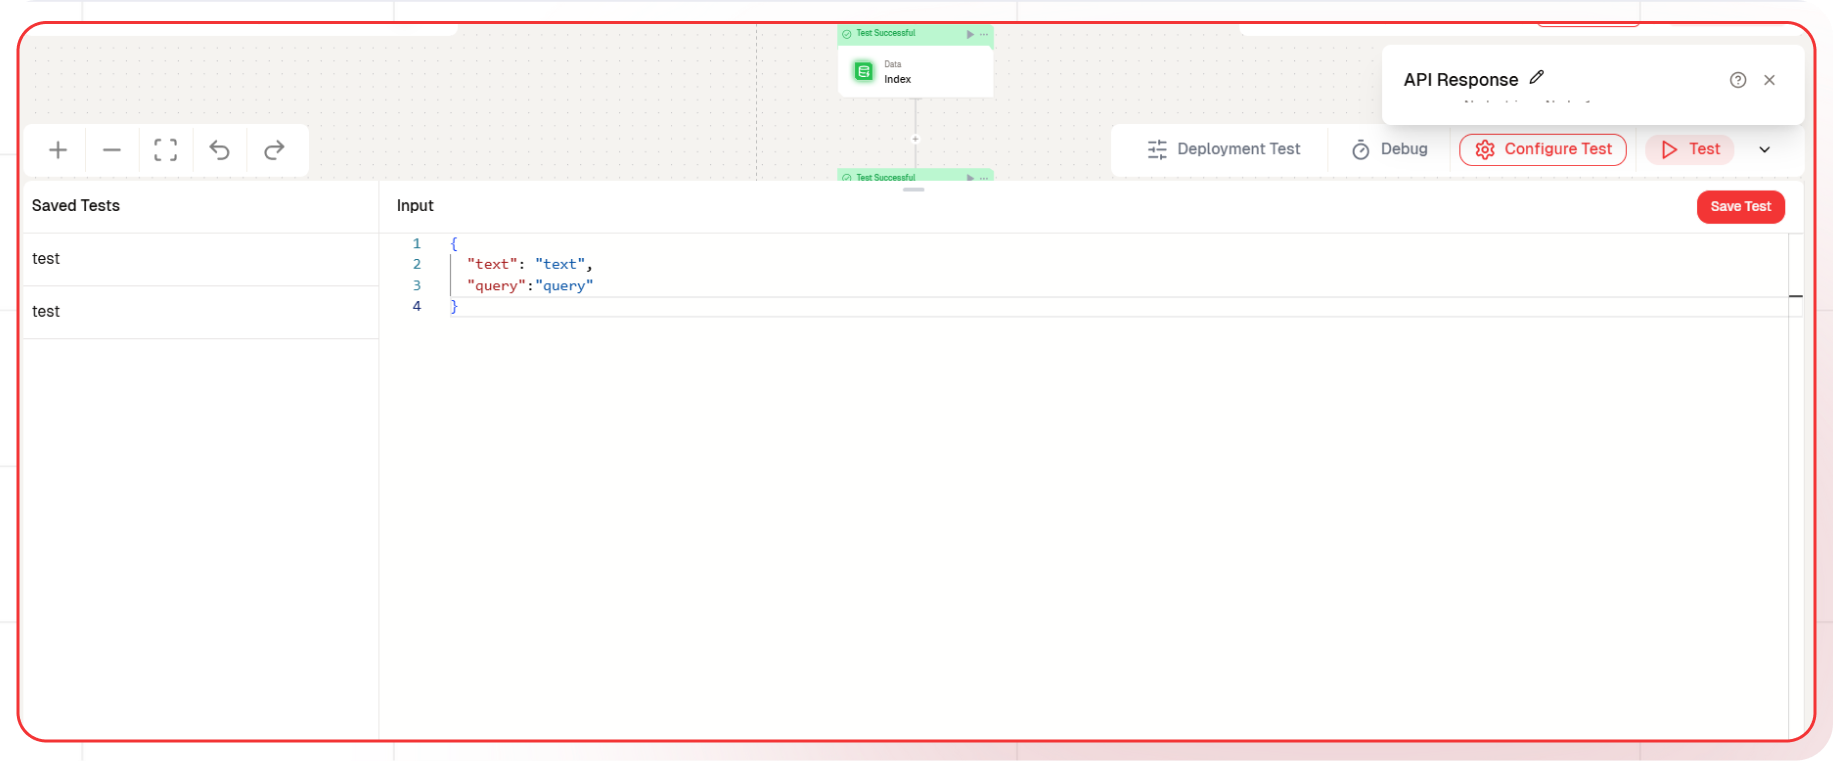 Test Successful
Data
Index
API Response
Deployment Test
Debug
Configure Test
Test
Test Successful
Saved Tests
Input
Save Test
test
test
1 {
2 "text": "text",
3 "query":"query"
4 }